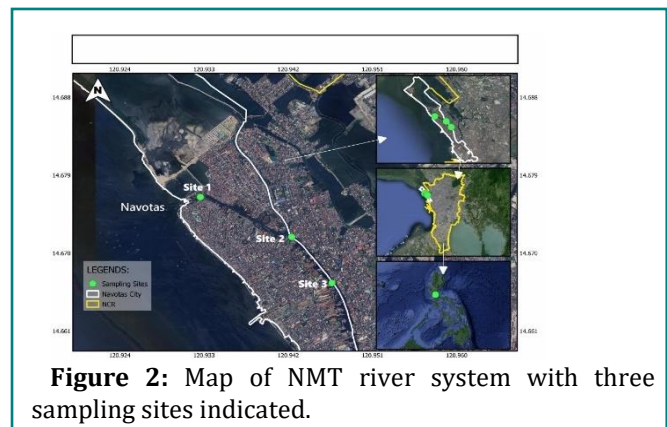 120.924 120.933 120.942 120.951 120.960
14.688 14.688
N
14.679 14.679
Site 1
Navotas
Site 2
14.670 14.670
LEGENDS:
Sampling Sites
Navotas City
NCR
Site 3
14.661 14.661
120.924 120.933 120.942 120.951 120.960
Figure 2: Map of NMT river system with three
sampling sites indicated.